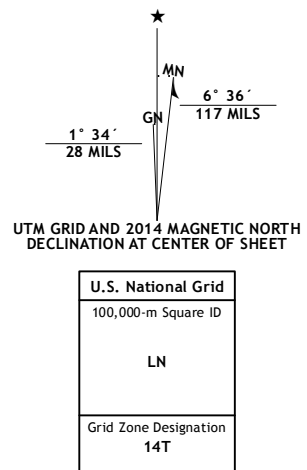 ★
MN
GN
6° 36´
117 MILS
1° 34´
28 MILS
UTM GRID AND 2014 MAGNETIC NORTH
DECLINATION AT CENTER OF SHEET
U.S. National Grid
100,000-m Square ID
LN
Grid Zone Designation
14T